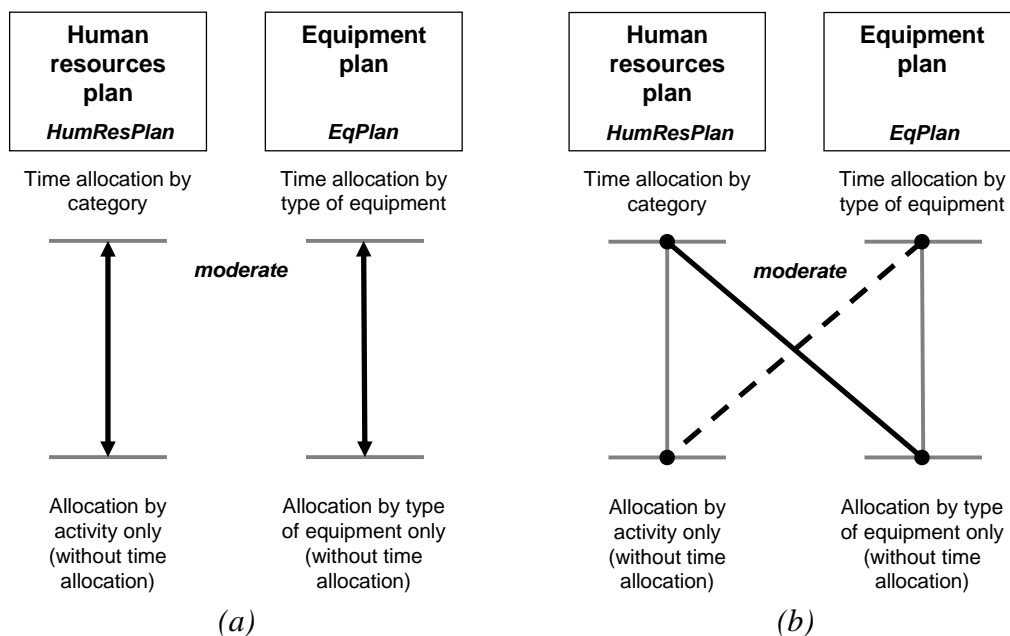 Human
resources
plan
HumResPlan
Equipment
plan
EqPlan
Time allocation by
category
Time allocation by
type of equipment
moderate
Allocation by
activity only
(without time
allocation)
Allocation by type
of equipment only
(without time
allocation)
(a)
Human
resources
plan
HumResPlan
Equipment
plan
EqPlan
Time allocation by
category
Time allocation by
type of equipment
moderate
Allocation by
activity only
(without time
allocation)
Allocation by type
of equipment only
(without time
allocation)
(b)